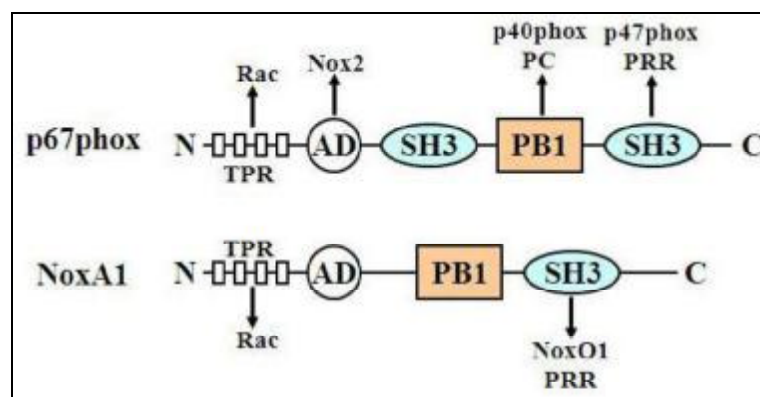 p40phox p47phox
Rac Nox2 PC PRR
p67phox N AD SH3 PB1 SH3 C
TPR
TPR
NoxA1 N AD PB1 SH3 C
Rac
NoxO1
PRR